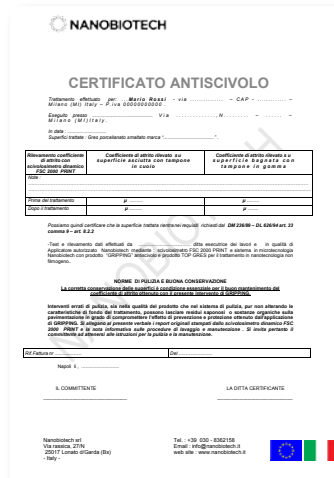 NANOBIOTECH
CERTIFICATO ANTISCIVOLO
Trattamento effettuato per : . Mario Rossi - via ................ – CAP - .............. –
Milano (MI) Italy – P.iva 00000000000 .
Eseguito presso ........................ Via ..............,N......... – ....... –
Milano (MI)Italy.
In data : ....................
Superfici trattate : Gres porcellanato smaltato marca "..............................".
Rilevamento coefficiente di attrito con scivolosimetro dinamico FSC 2000 PRINT
Coefficiente di attrito rilevato su superficie asciutta con tampone in cuoio
Coefficiente di attrito rilevato su superficie bagnata con tampone in gomma
Note :
Prima del trattamento µ ......... µ .........
Dopo il trattamento µ ......... µ .........
Possiamo quindi certificare che la superficie trattata rientra nei requisiti richiesti dal DM 236/89 – DL 626/94 art. 33
comma 9 – art. 8.2.2
-Test e rilevamento dati effettuati da ........................ ditta esecutrice dei lavori e in qualità di
Applicatore autorizzato Nanobiotech mediante : scivolosimetro FSC 2000 PRINT e sistema in microtecnologia
Nanobiotech con prodotto "GRIPPING" antiscivolo e prodotto TOP GRES per il trattamento in nanotecnologia non
filmogeno.
NORME DI PULIZIA E BUONA CONSERVAZIONE
La corretta conservazione delle superfici è condizione essenziale per il buon mantenimento del
coefficiente di attrito ottenuto con il presente intervento di GRIPPING.
Interventi errati di pulizia, sia nelle qualità del prodotto che nel sistema di pulizia, pur non alterando le
caratteristiche di fondo del trattamento, possono lasciare residui saponosi o sostanze organiche sulla
pavimentazione in grado di compromettere l'effetto di prevenzione e protezione ottenuto dall'applicazione
di GRIPPING. Si allegano al presente verbale i report originali stampati dallo scivolosimetro dinamico FSC
2000 PRINT e la nota informativa sulle procedure di lavaggio e manutenzione. Si invita pertanto il
committente ad attenersi alle istruzioni per la pulizia e la manutenzione.
Rif.Fattura nr Del
Napoli lì , ....................
IL COMMITTENTE LA DITTA CERTIFICANTE
Nanobiotech srl Tel. : +39 030 - 8362158
Via rassica, 27/N Email : info@nanobiotech.it
25017 Lonato d/Garda (Bs) web site : www.nanobiotech.it
- Italy -
NANOBIOTECH